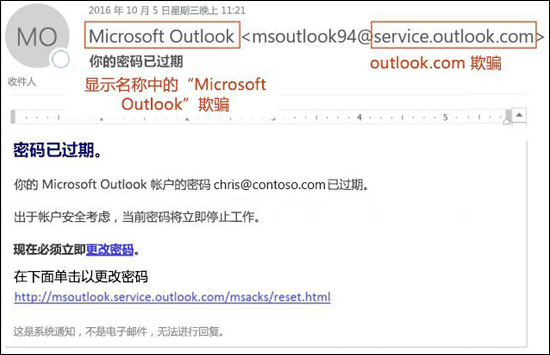 2016 年 10 月 5 日星期三晚上 11:21
MO
Microsoft Outlook <msoutlook94@service.outlook.com>
你的密码已过期
outlook.com 欺骗
收件人
显示名称中的“Microsoft
Outlook”欺骗
1 2 3 4 5
密码已过期。
你的 Microsoft Outlook 帐户的密码 chris@contoso.com 已过期。
出于帐户安全考虑，当前密码将立即停止工作。
现在必须立即更改密码。
在下面单击以更改密码
http://msoutlook.service.outlook.com/msacks/reset.html
这是系统通知，不是电子邮件，无法进行回复。